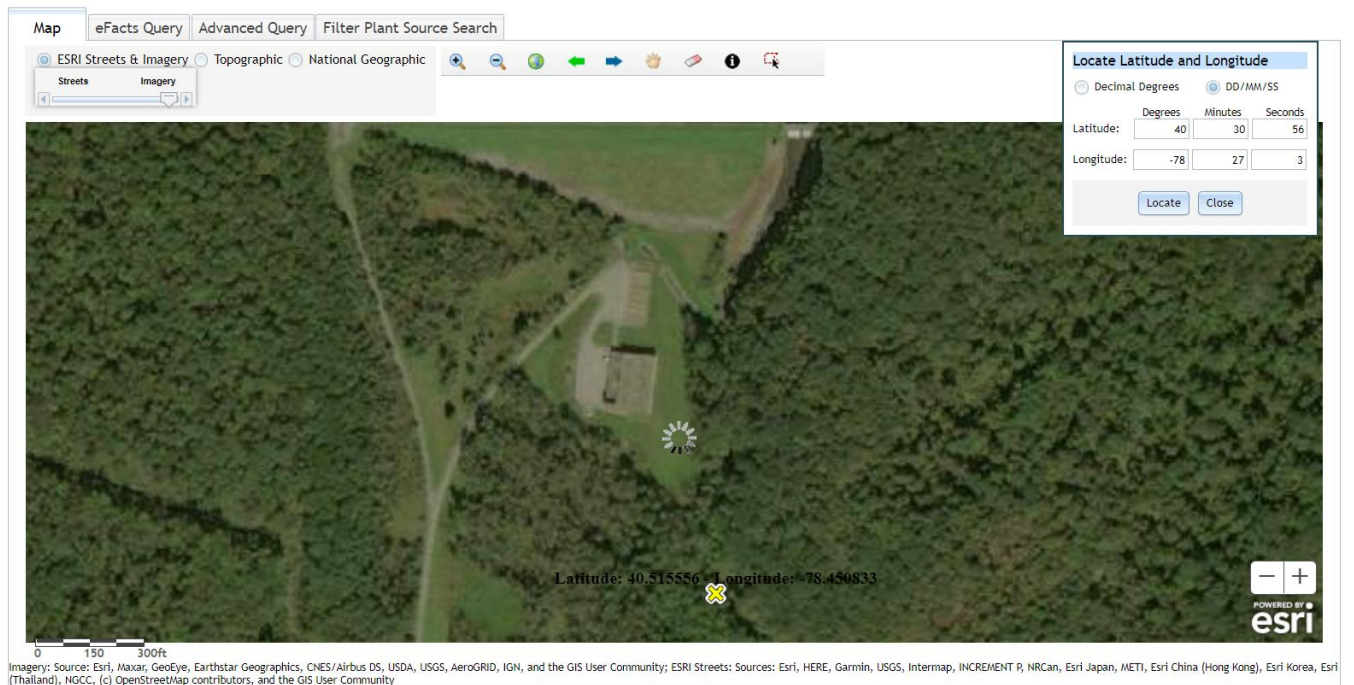 Map eFacts Query Advanced Query Filter Plant Source Search
ESRI Streets & Imagery Topographic National Geographic
Streets Imagery
Locate Latitude and Longitude
Decimal Degrees DD/MM/SS
Degrees Minutes Seconds
Latitude: 40 30 56
Longitude: -78 27 3
Locate Close
Latitude: 40.515556 - Longitude: -78.450833
− +
POWERED BY
esri
0 150 300ft
Imagery: Source: Esri, Maxar, GeoEye, Earthstar Geographics, CNES/Airbus DS, USDA, USGS, AeroGRID, IGN, and the GIS User Community; ESRI Streets: Sources: Esri, HERE, Garmin, USGS, Intermap, INCREMENT P, NRCan, Esri Japan, METI, Esri China (Hong Kong), Esri Korea, Esri
(Thailand), NGCC, (c) OpenStreetMap contributors, and the GIS User Community